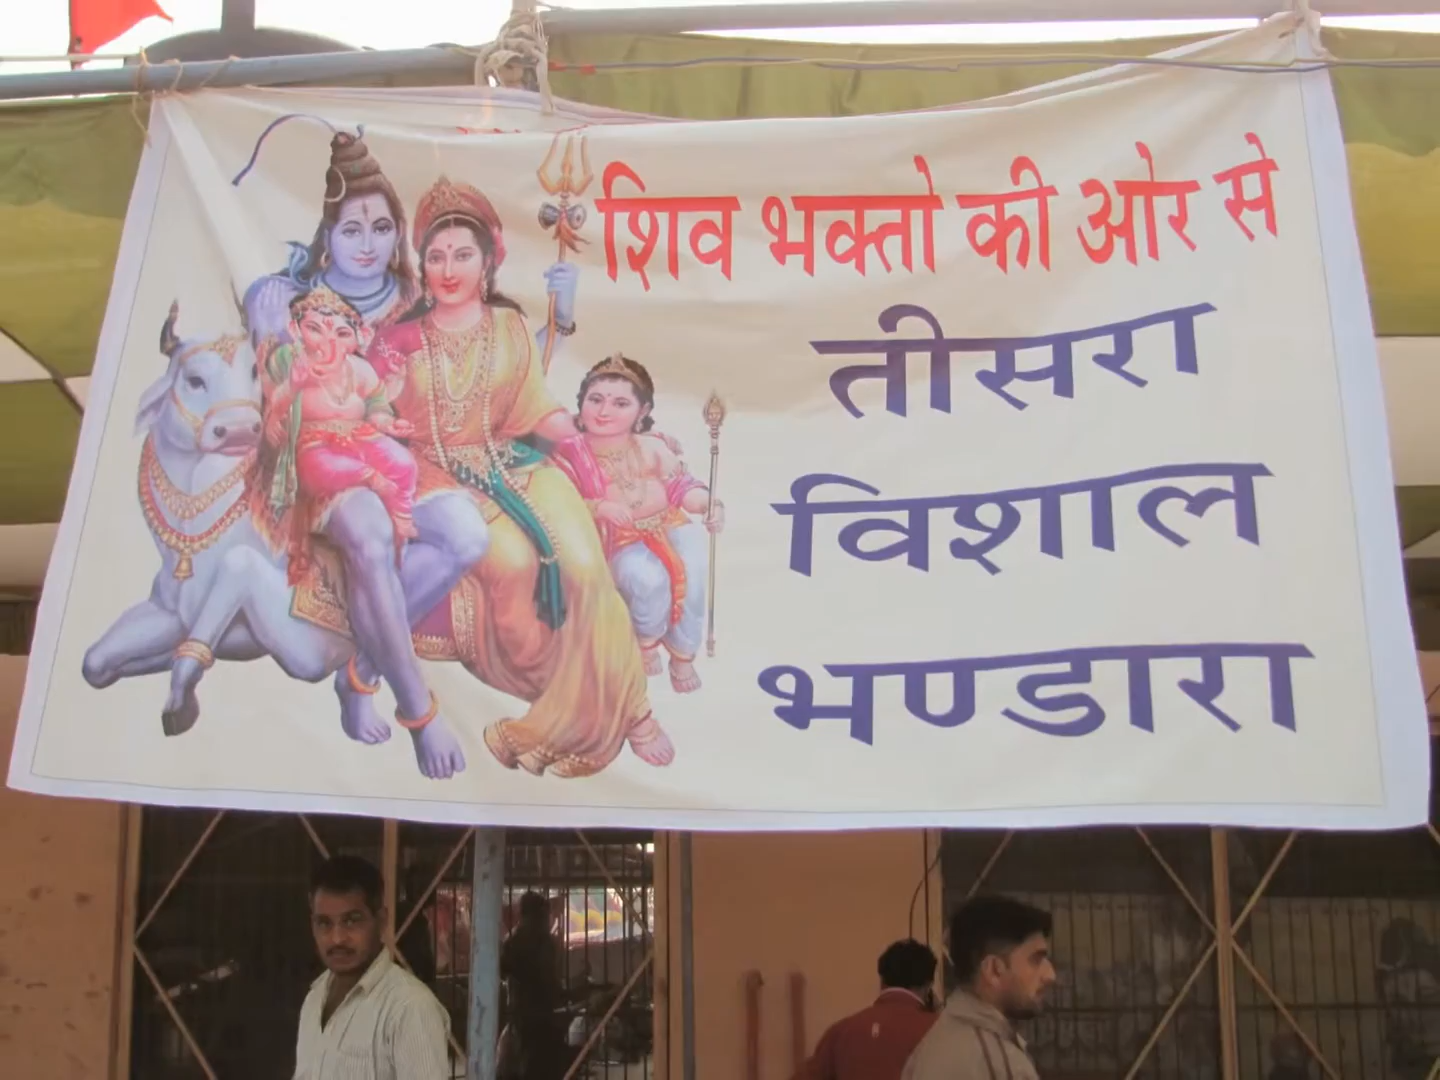 शिव भक्तो की ओर से
तीसरा
विशाल
भण्डारा